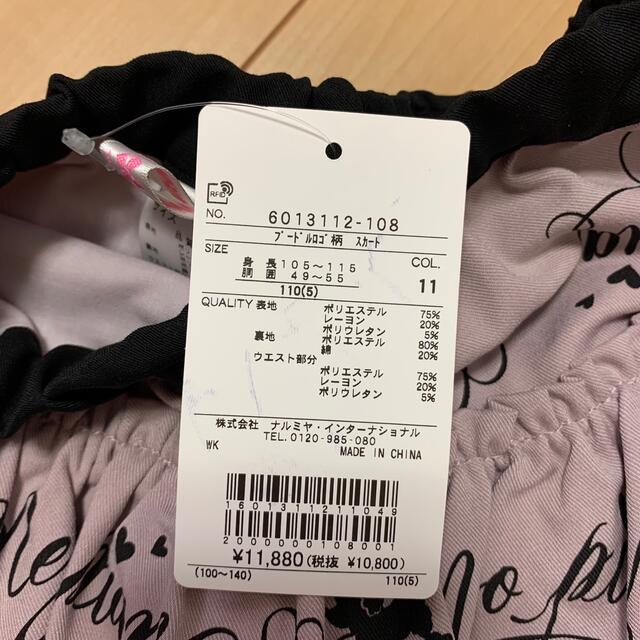 RFID
NO. 6013112-108
プードルロゴ柄 スカート
SIZE COL.
身長 105～115
胴囲 49～55 11
110(5)
QUALITY 表地 ポリエステル 75%
レーヨン 20%
ポリウレタン 5%
裏地 ポリエステル 80%
綿 20%
ウエスト部分
ポリエステル 75%
レーヨン 20%
ポリウレタン 5%
株式会社 ナルミヤ・インターナショナル
TEL.0120-985-080
WK MADE IN CHINA
1601311211049
2000000108001
¥11,880(税抜 ¥10,800)
(100～140) 110(5)